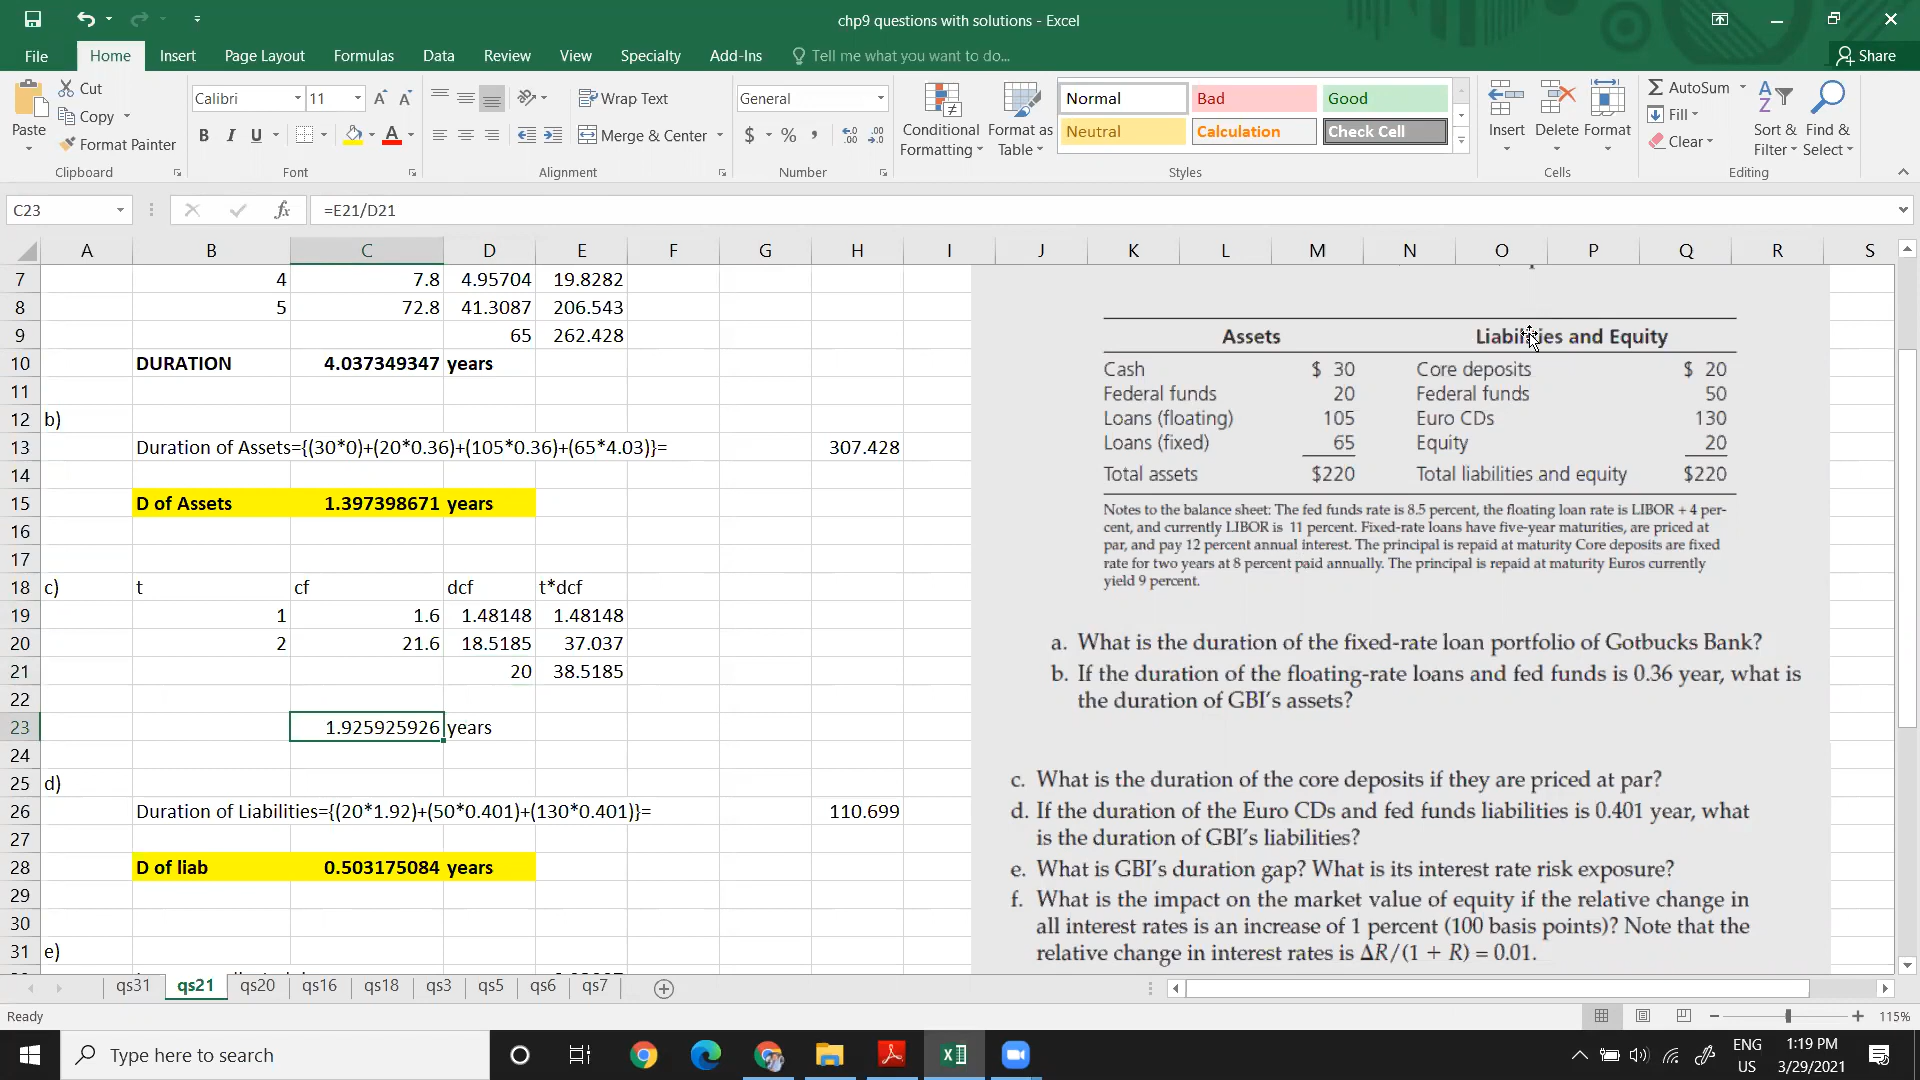 chp9 questions with solutions - Excel
File Home Insert Page Layout Formulas Data Review View Specialty Add-Ins Tell me what you want to do... Share
Paste
Cut
Copy
Format Painter
Clipboard
Calibri 11
B I U
Font
Wrap Text
Merge & Center
Alignment
General
$ % ,
Number
Conditional Formatting
Format as Table
Normal Bad Good
Neutral Calculation Check Cell
Styles
Insert Delete Format
Cells
AutoSum
Fill
Clear
Sort & Filter
Find & Select
Editing
C23 fx =E21/D21
A B C D E F G H I J K L M N O P Q R S
7 4 7.8 4.95704 19.8282
8 5 72.8 41.3087 206.543
9 65 262.428
10 DURATION 4.037349347 years
11
12 b)
13 Duration of Assets={(30*0)+(20*0.36)+(105*0.36)+(65*4.03)}= 307.428
14
15 D of Assets 1.397398671 years
16
17
18 c) t cf dcf t*dcf
19 1 1.6 1.48148 1.48148
20 2 21.6 18.5185 37.037
21 20 38.5185
22
23 1.925925926 years
24
25 d)
26 Duration of Liabilities={(20*1.92)+(50*0.401)+(130*0.401)}= 110.699
27
28 D of liab 0.503175084 years
29
30
31 e)
Assets Liabilities and Equity
Cash $ 30 Core deposits $ 20
Federal funds 20 Federal funds 50
Loans (floating) 105 Euro CDs 130
Loans (fixed) 65 Equity 20
Total assets $220 Total liabilities and equity $220
Notes to the balance sheet: The fed funds rate is 8.5 percent, the floating loan rate is LIBOR + 4 per-
cent, and currently LIBOR is 11 percent. Fixed-rate loans have five-year maturities, are priced at
par, and pay 12 percent annual interest. The principal is repaid at maturity Core deposits are fixed
rate for two years at 8 percent paid annually. The principal is repaid at maturity Euros currently
yield 9 percent.
a. What is the duration of the fixed-rate loan portfolio of Gotbucks Bank?
b. If the duration of the floating-rate loans and fed funds is 0.36 year, what is
the duration of GBI's assets?
c. What is the duration of the core deposits if they are priced at par?
d. If the duration of the Euro CDs and fed funds liabilities is 0.401 year, what
is the duration of GBI's liabilities?
e. What is GBI's duration gap? What is its interest rate risk exposure?
f. What is the impact on the market value of equity if the relative change in
all interest rates is an increase of 1 percent (100 basis points)? Note that the
relative change in interest rates is ΔR/(1 + R) = 0.01.
qs31 qs21 qs20 qs16 qs18 qs3 qs5 qs6 qs7
Ready 115%
Type here to search
ENG
US
1:19 PM
3/29/2021